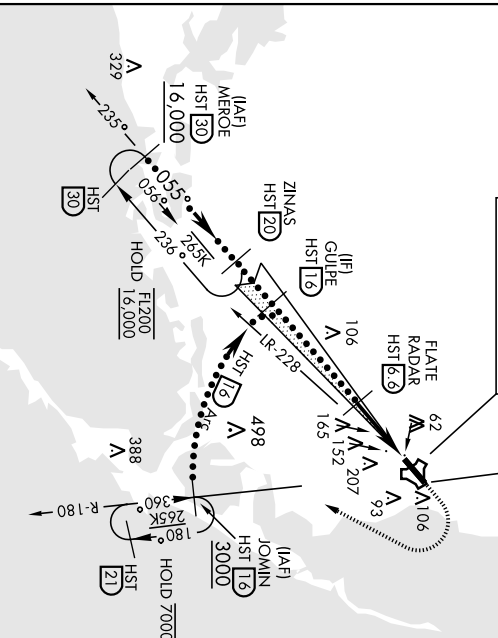 329
235°
(IAF)
MEROE
HST 30
16,000
HST
30
055°
056°
236°
265K
HOLD FL200
16,000
ZINAS
HST 20
(IF)
GULPE
HST 16
LR-228
106
FLATE
RADAR
HST 6.6
62
165
152
207
93
106
HST 16 Arc
498
388
R-180
360°
265K
180°
(IAF)
JOMIN
HST 16
3000
HST
21
HOLD 7000